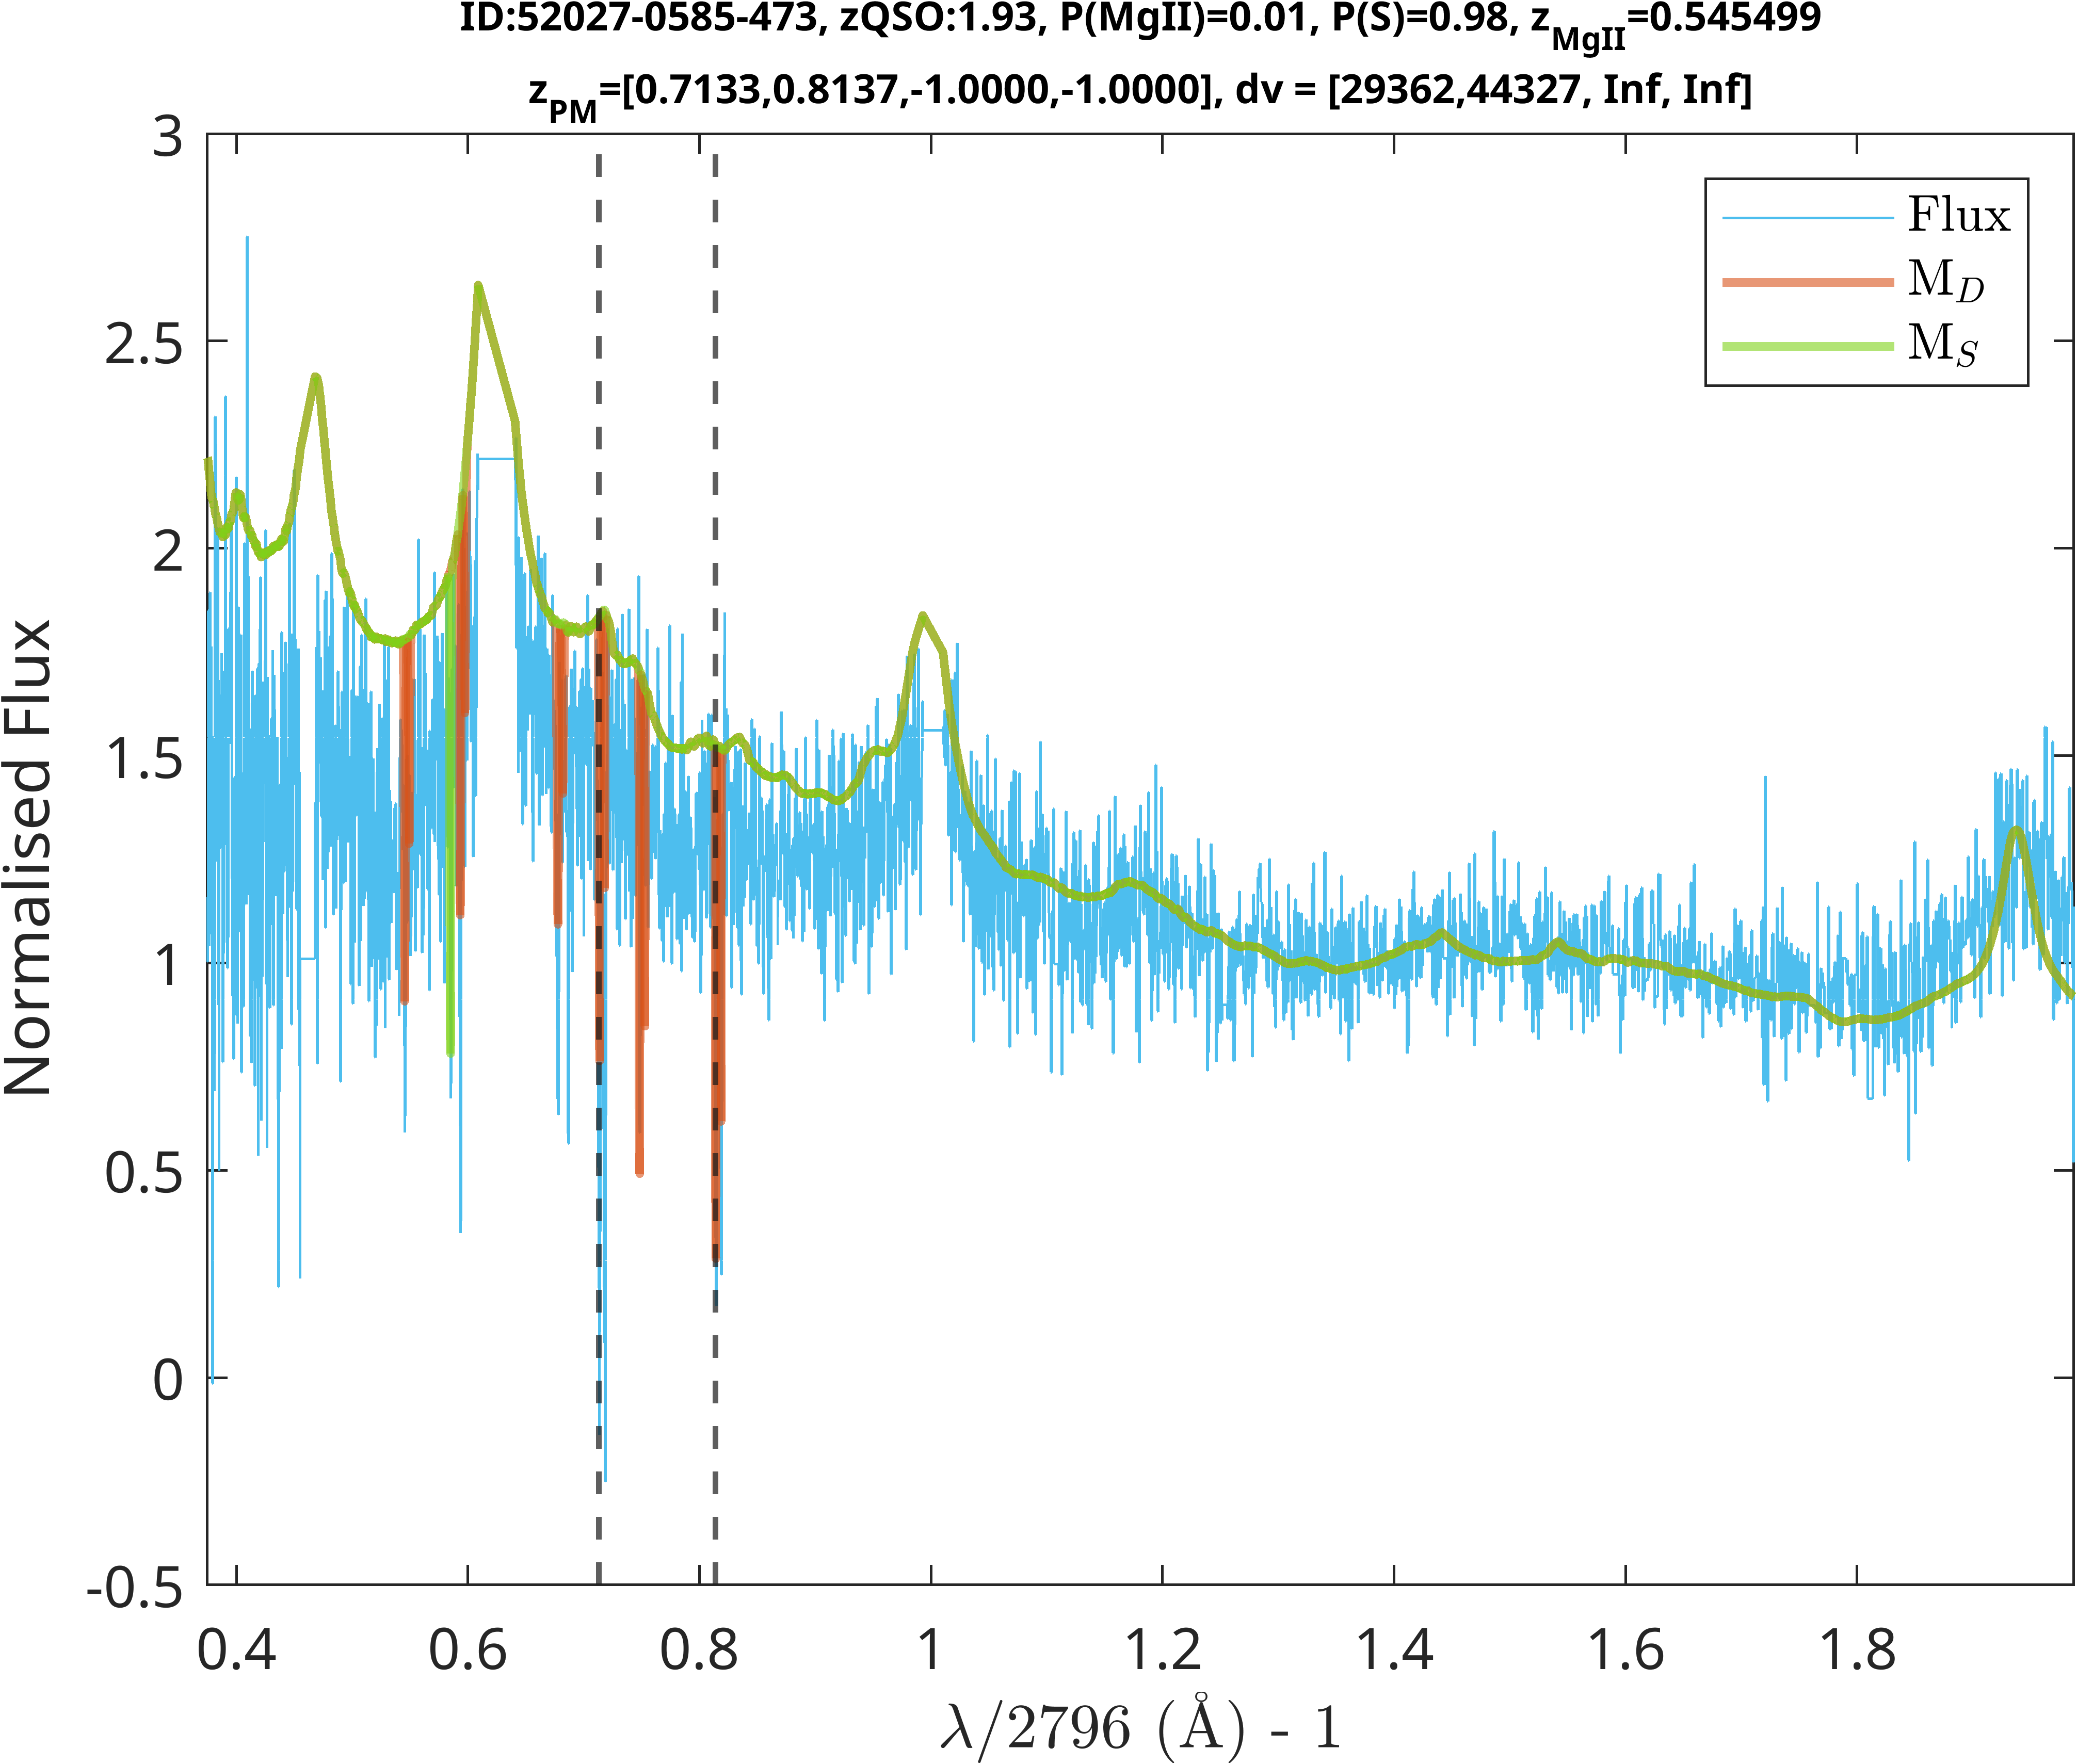 ID:52027-0585-473, zQSO:1.93, P(MgII)=0.01, P(S)=0.98, zMgII=0.545499
zPM=[0.7133,0.8137,-1.0000,-1.0000], dv = [29362,44327, Inf, Inf]
3
2.5
2
1.5
1
0.5
0
-0.5
Normalised Flux
Flux
MD
MS
0.4 0.6 0.8 1 1.2 1.4 1.6 1.8
λ/2796 (Å) - 1